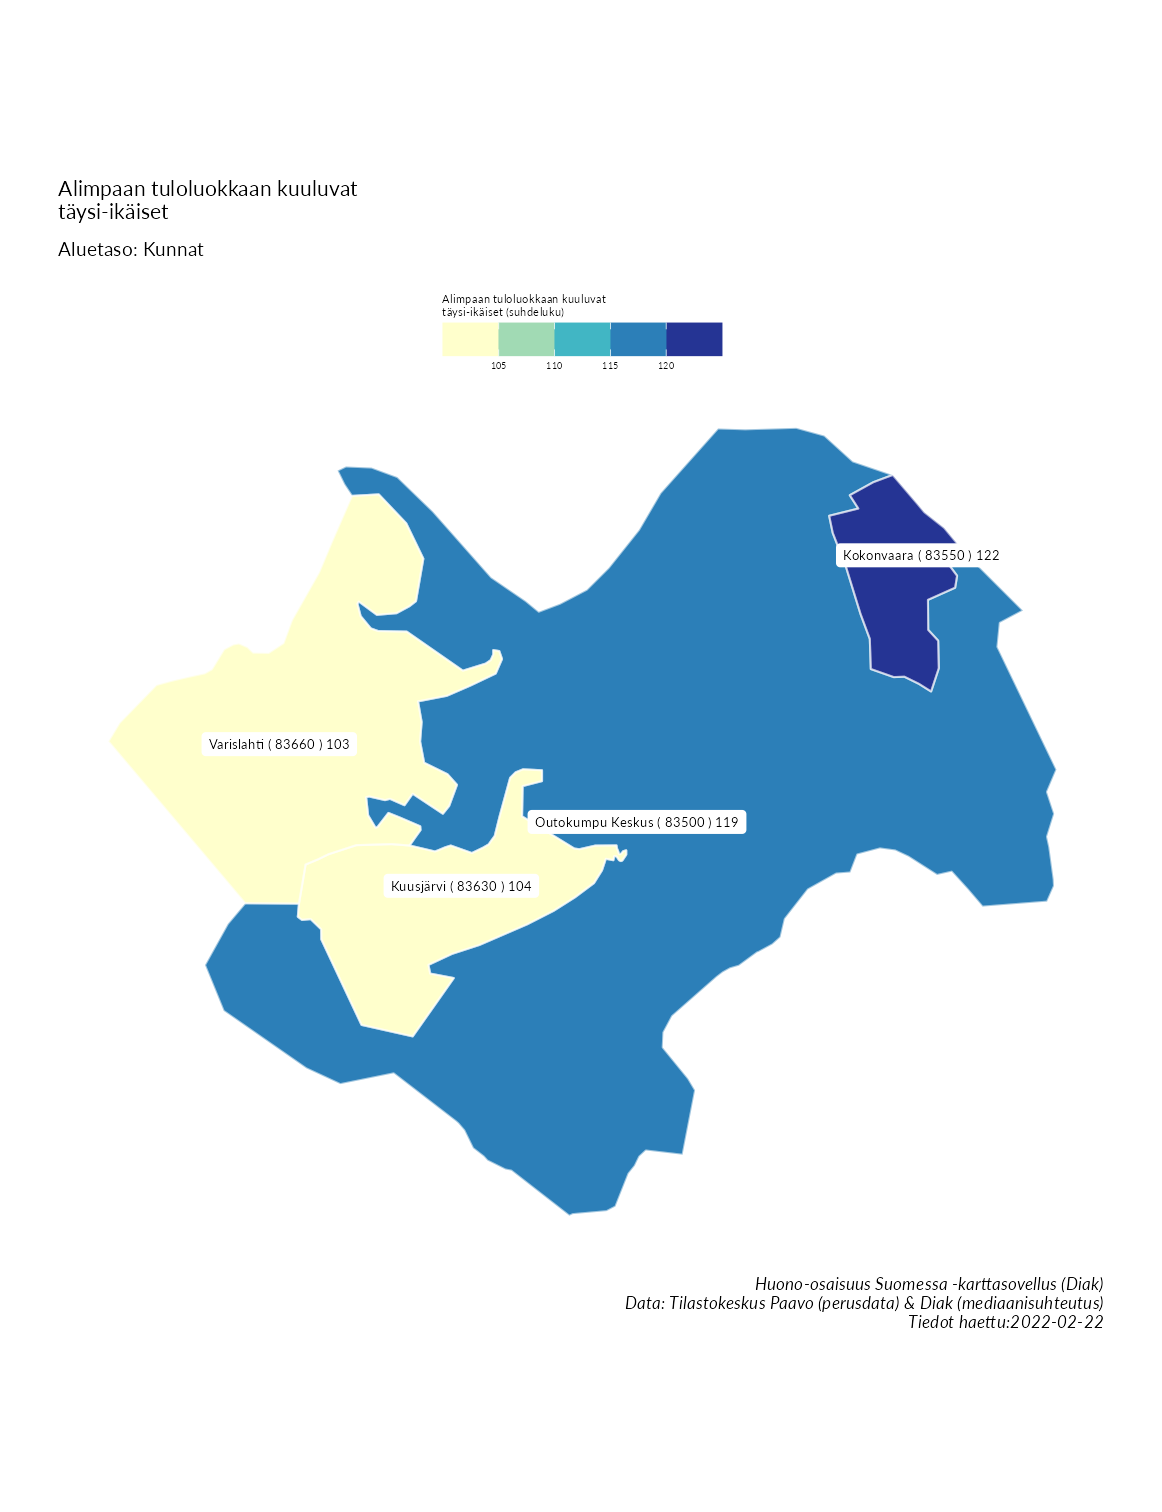 Alimpaan tuloluokkaan kuuluvat
täysi-ikäiset
Aluetaso: Kunnat
Alimpaan tuloluokkaan kuuluvat
täysi-ikäiset (suhdeluku)
105 110 115 120
Kokonvaara ( 83550 ) 122
Varislahti ( 83660 ) 103
Outokumpu Keskus ( 83500 ) 119
Kuusjärvi ( 83630 ) 104
Huono-osaisuus Suomessa -karttasovellus (Diak)
Data: Tilastokeskus Paavo (perusdata) & Diak (mediaanisuhteutus)
Tiedot haettu:2022-02-22